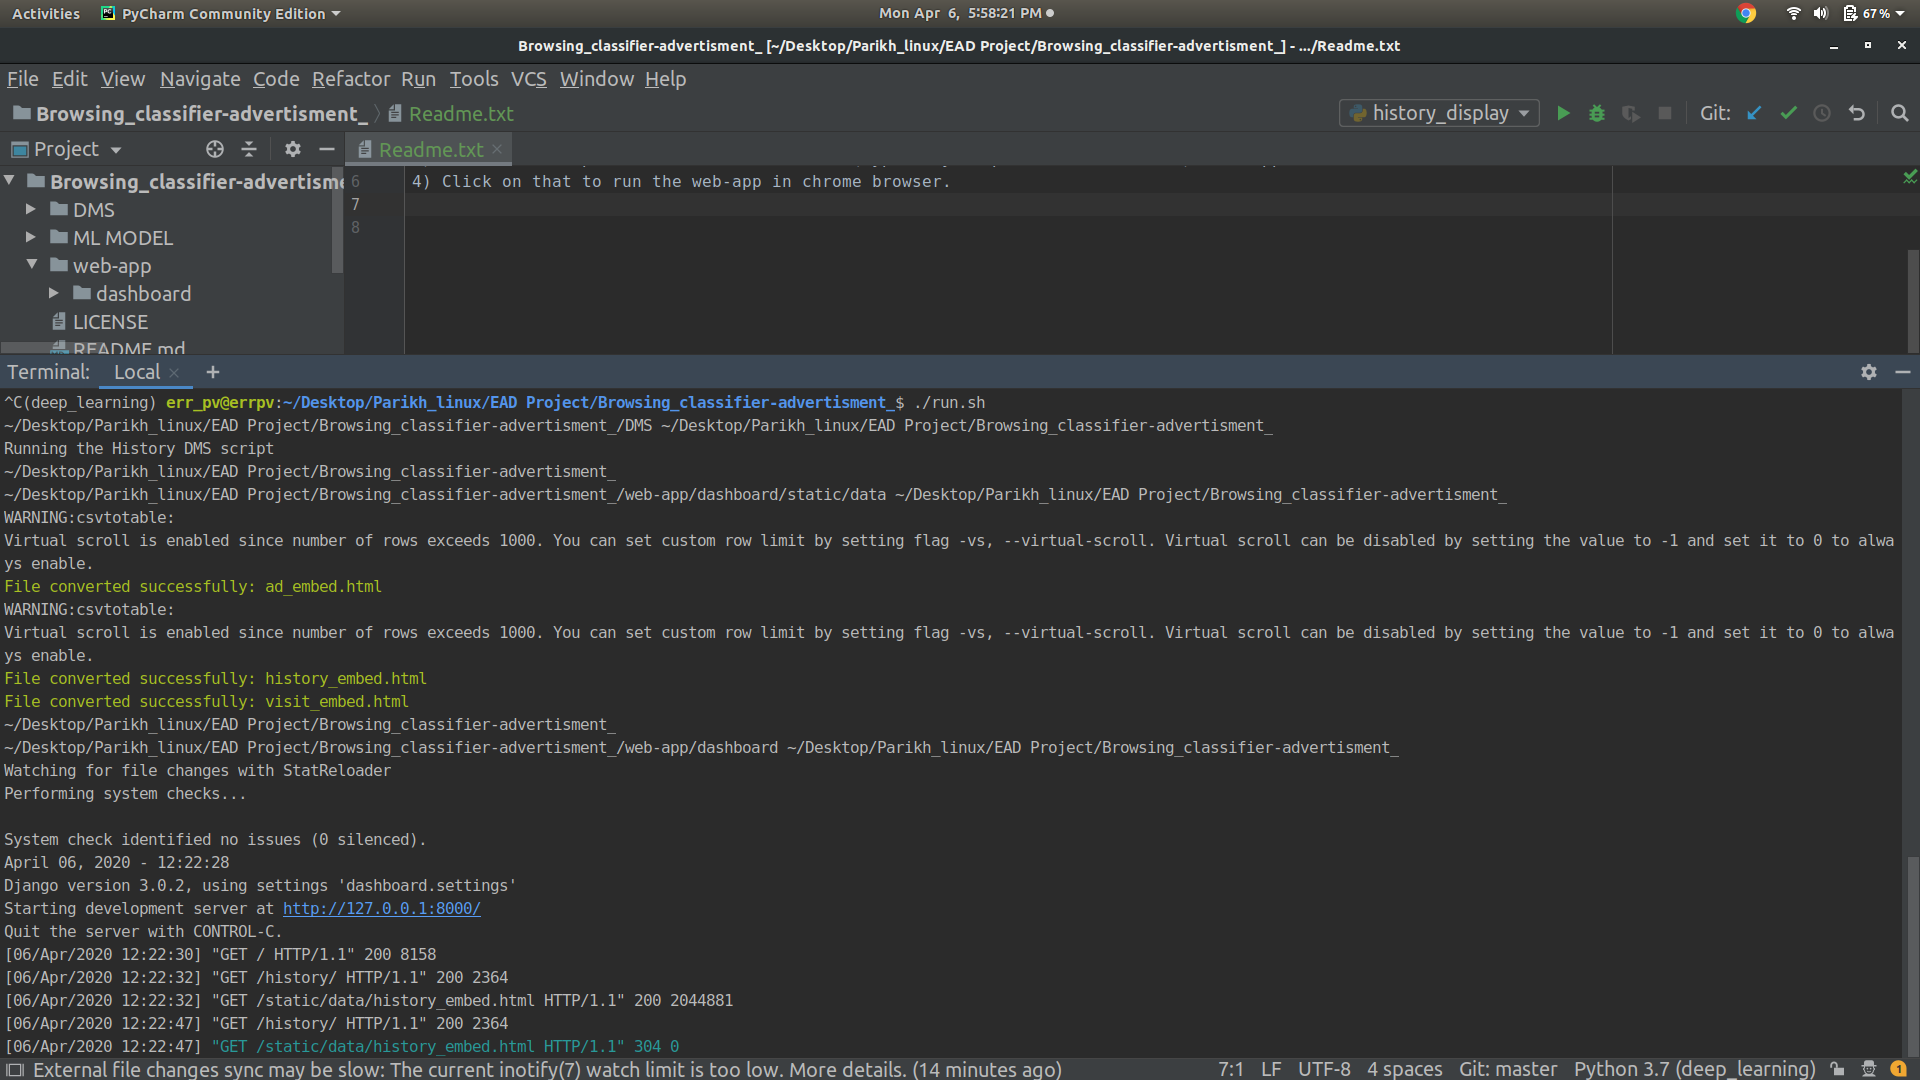 Activities PyCharm Community Edition Mon Apr 6, 5:58:21 PM 67 %
Browsing_classifier-advertisment_ [~/Desktop/Parikh_linux/EAD Project/Browsing_classifier-advertisment_] - .../Readme.txt
File Edit View Navigate Code Refactor Run Tools VCS Window Help
Browsing_classifier-advertisment_ Readme.txt history_display Git:
Project Readme.txt
Browsing_classifier-advertisme
DMS
ML MODEL
web-app
dashboard
LICENSE
README.md
6 4) Click on that to run the web-app in chrome browser.
7
8
Terminal: Local +
^C(deep_learning) err_pv@errpv:~/Desktop/Parikh_linux/EAD Project/Browsing_classifier-advertisment_$ ./run.sh
~/Desktop/Parikh_linux/EAD Project/Browsing_classifier-advertisment_/DMS ~/Desktop/Parikh_linux/EAD Project/Browsing_classifier-advertisment_
Running the History DMS script
~/Desktop/Parikh_linux/EAD Project/Browsing_classifier-advertisment_
~/Desktop/Parikh_linux/EAD Project/Browsing_classifier-advertisment_/web-app/dashboard/static/data ~/Desktop/Parikh_linux/EAD Project/Browsing_classifier-advertisment_
WARNING:csvtotable:
Virtual scroll is enabled since number of rows exceeds 1000. You can set custom row limit by setting flag -vs, --virtual-scroll. Virtual scroll can be disabled by setting the value to -1 and set it to 0 to alwa
ys enable.
File converted successfully: ad_embed.html
WARNING:csvtotable:
Virtual scroll is enabled since number of rows exceeds 1000. You can set custom row limit by setting flag -vs, --virtual-scroll. Virtual scroll can be disabled by setting the value to -1 and set it to 0 to alwa
ys enable.
File converted successfully: history_embed.html
File converted successfully: visit_embed.html
~/Desktop/Parikh_linux/EAD Project/Browsing_classifier-advertisment_
~/Desktop/Parikh_linux/EAD Project/Browsing_classifier-advertisment_/web-app/dashboard ~/Desktop/Parikh_linux/EAD Project/Browsing_classifier-advertisment_
Watching for file changes with StatReloader
Performing system checks...
System check identified no issues (0 silenced).
April 06, 2020 - 12:22:28
Django version 3.0.2, using settings 'dashboard.settings'
Starting development server at http://127.0.0.1:8000/
Quit the server with CONTROL-C.
[06/Apr/2020 12:22:30] "GET / HTTP/1.1" 200 8158
[06/Apr/2020 12:22:32] "GET /history/ HTTP/1.1" 200 2364
[06/Apr/2020 12:22:32] "GET /static/data/history_embed.html HTTP/1.1" 200 2044881
[06/Apr/2020 12:22:47] "GET /history/ HTTP/1.1" 200 2364
[06/Apr/2020 12:22:47] "GET /static/data/history_embed.html HTTP/1.1" 304 0
External file changes sync may be slow: The current inotify(7) watch limit is too low. More details. (14 minutes ago) 7:1 LF UTF-8 4 spaces Git: master Python 3.7 (deep_learning) 1